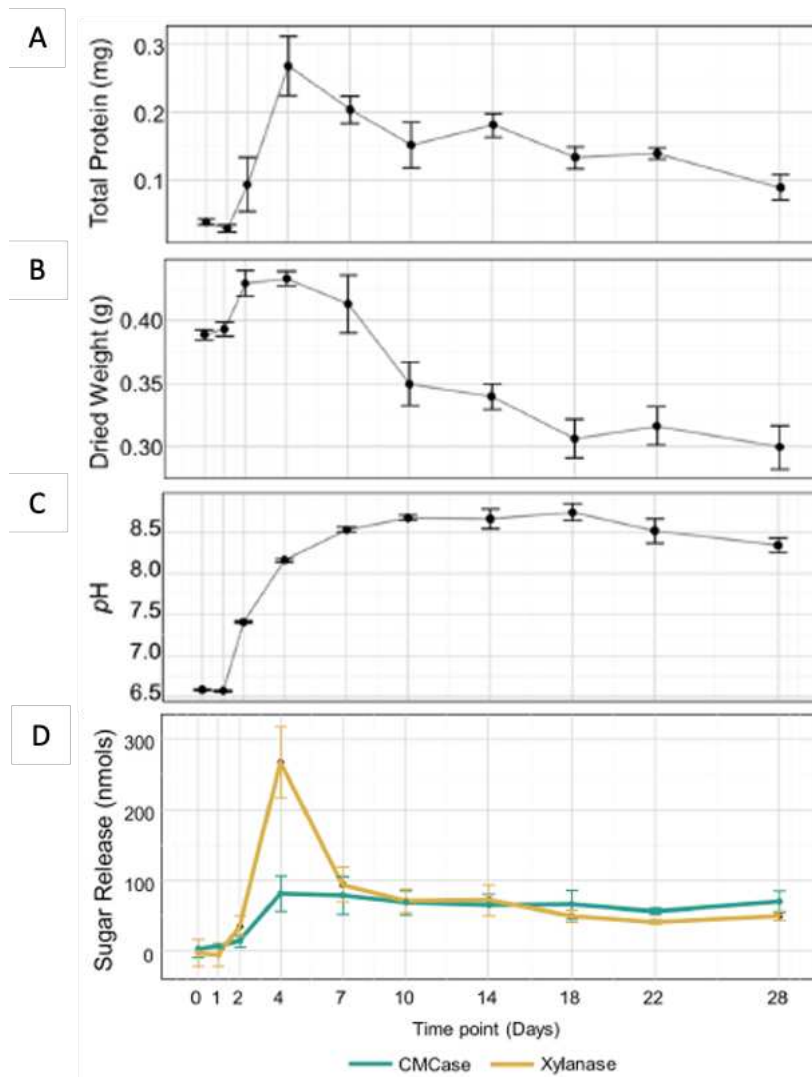 A
Total Protein (mg)
0.3
0.2
0.1
B
Dried Weight (g)
0.40
0.35
0.30
C
pH
8.5
8.0
7.5
7.0
6.5
D
Sugar Release (nmols)
300
200
100
0
0 1 2 4 7 10 14 18 22 28
Time point (Days)
CMCase Xylanase